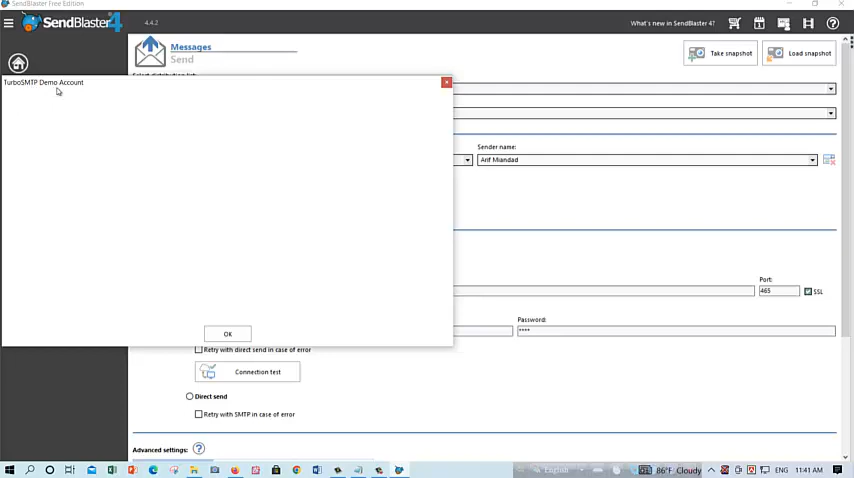 SendBlaster Free Edition
SendBlaster 4
4.4.2
What's new in SendBlaster 4?
Messages
Send
Take snapshot
Load snapshot
TurboSMTP Demo Account
Sender name:
Arif Miandad
Port:
465
SSL
Password:
****
OK
Retry with direct send in case of error
Connection test
Direct send
Retry with SMTP in case of error
Advanced settings:
English
86°F Cloudy
ENG
11:41 AM